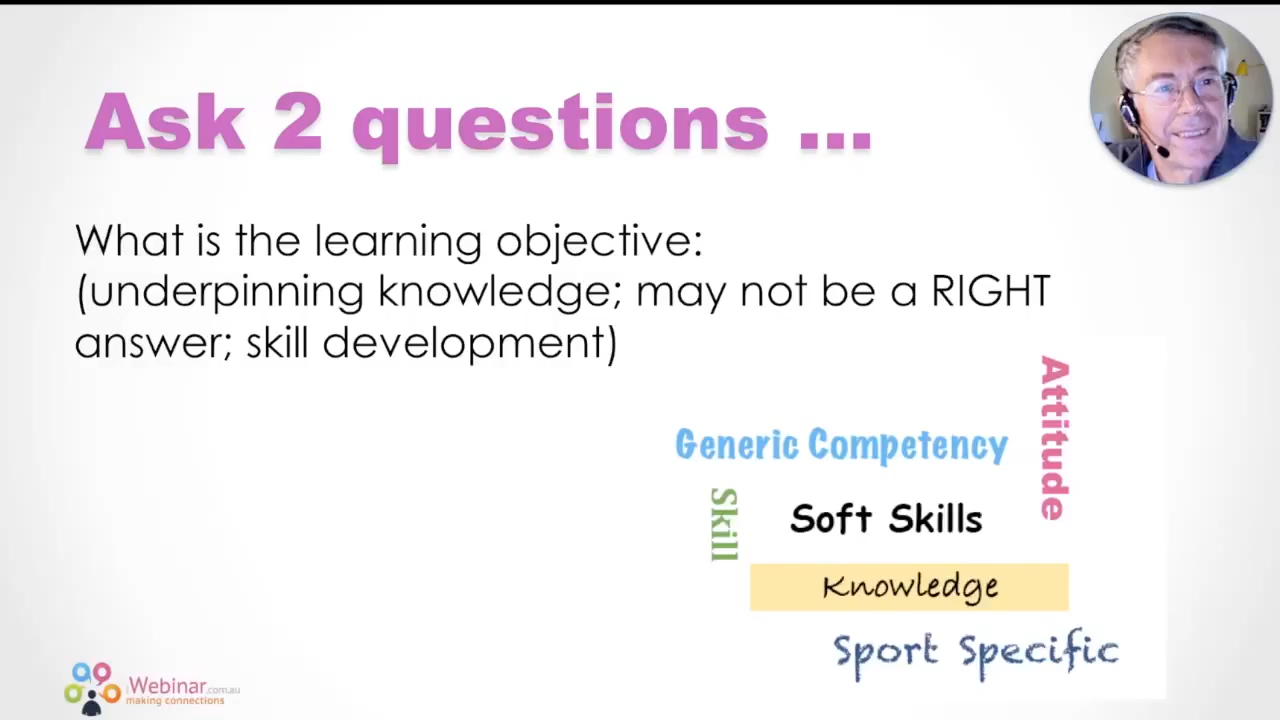 Ask 2 questions ...
What is the learning objective:
(underpinning knowledge; may not be a RIGHT
answer; skill development)
Attitude
Generic Competency
Skill
Soft Skills
Knowledge
Sport Specific
iWebinar.com.au
making connections